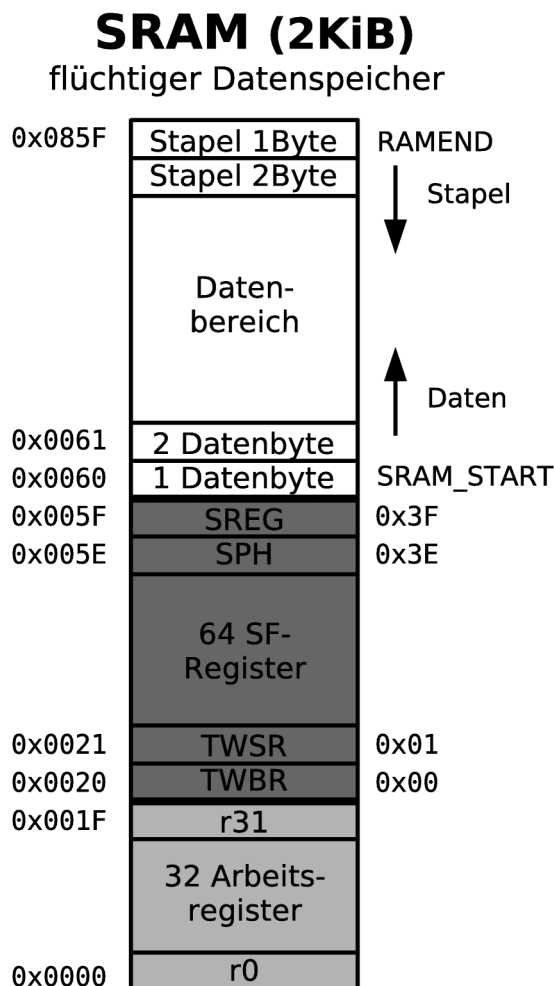 SRAM (2KiB)
flüchtiger Datenspeicher
0x085F Stapel 1Byte RAMEND
Stapel 2Byte
Stapel
Daten-
bereich
Daten
0x0061 2 Datenbyte
0x0060 1 Datenbyte SRAM_START
0x005F SREG 0x3F
0x005E SPH 0x3E
64 SF-
Register
0x0021 TWSR 0x01
0x0020 TWBR 0x00
0x001F r31
32 Arbeits-
register
0x0000 r0